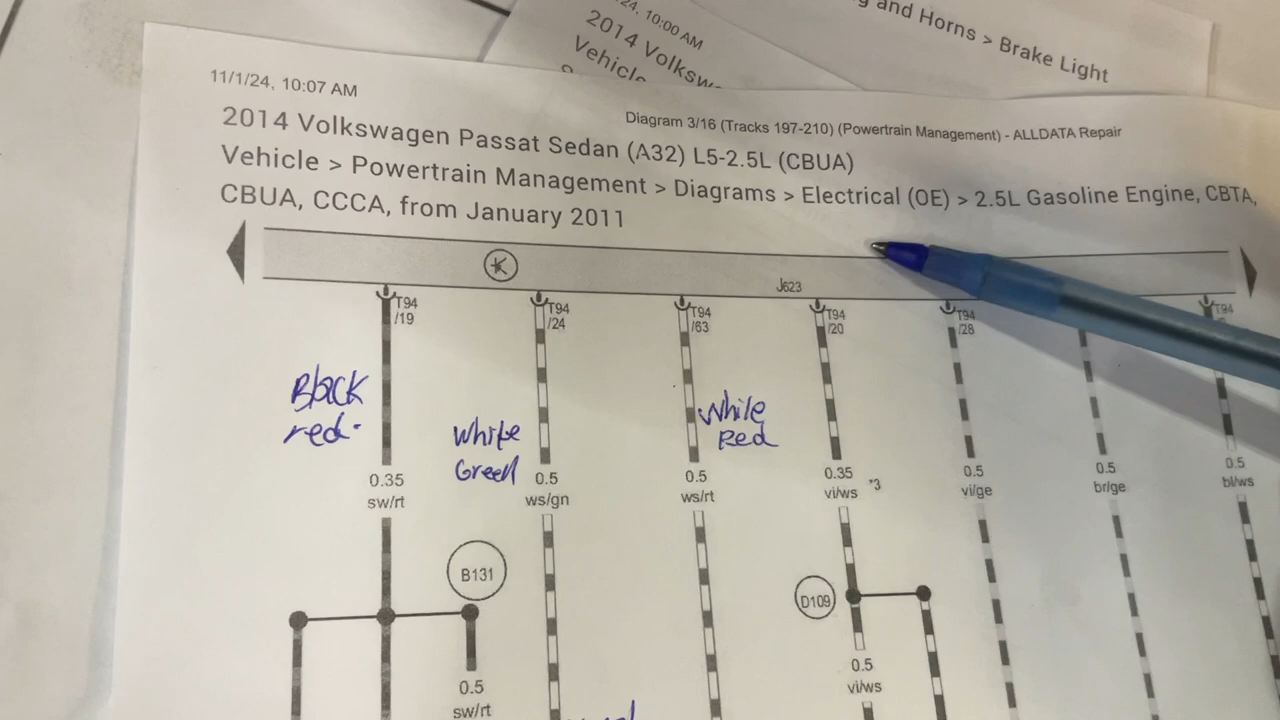 g and Horns > Brake Light
24, 10:00 AM
2014 Volksw
Vehicle
11/1/24, 10:07 AM
Diagram 3/16 (Tracks 197-210) (Powertrain Management) - ALLDATA Repair
2014 Volkswagen Passat Sedan (A32) L5-2.5L (CBUA)
Vehicle > Powertrain Management > Diagrams > Electrical (OE) > 2.5L Gasoline Engine, CBTA,
CBUA, CCCA, from January 2011
K
J623
T94
/19
T94
/24
T94
/63
T94
/20
T94
/28
T94
Black
red.
White
Green
While
Red
0.35
sw/rt
0.5
ws/gn
0.5
ws/rt
0.35
vi/ws
*3
0.5
vi/ge
0.5
br/ge
0.5
bl/ws
B131
D109
0.5
sw/rt
0.5
vi/ws